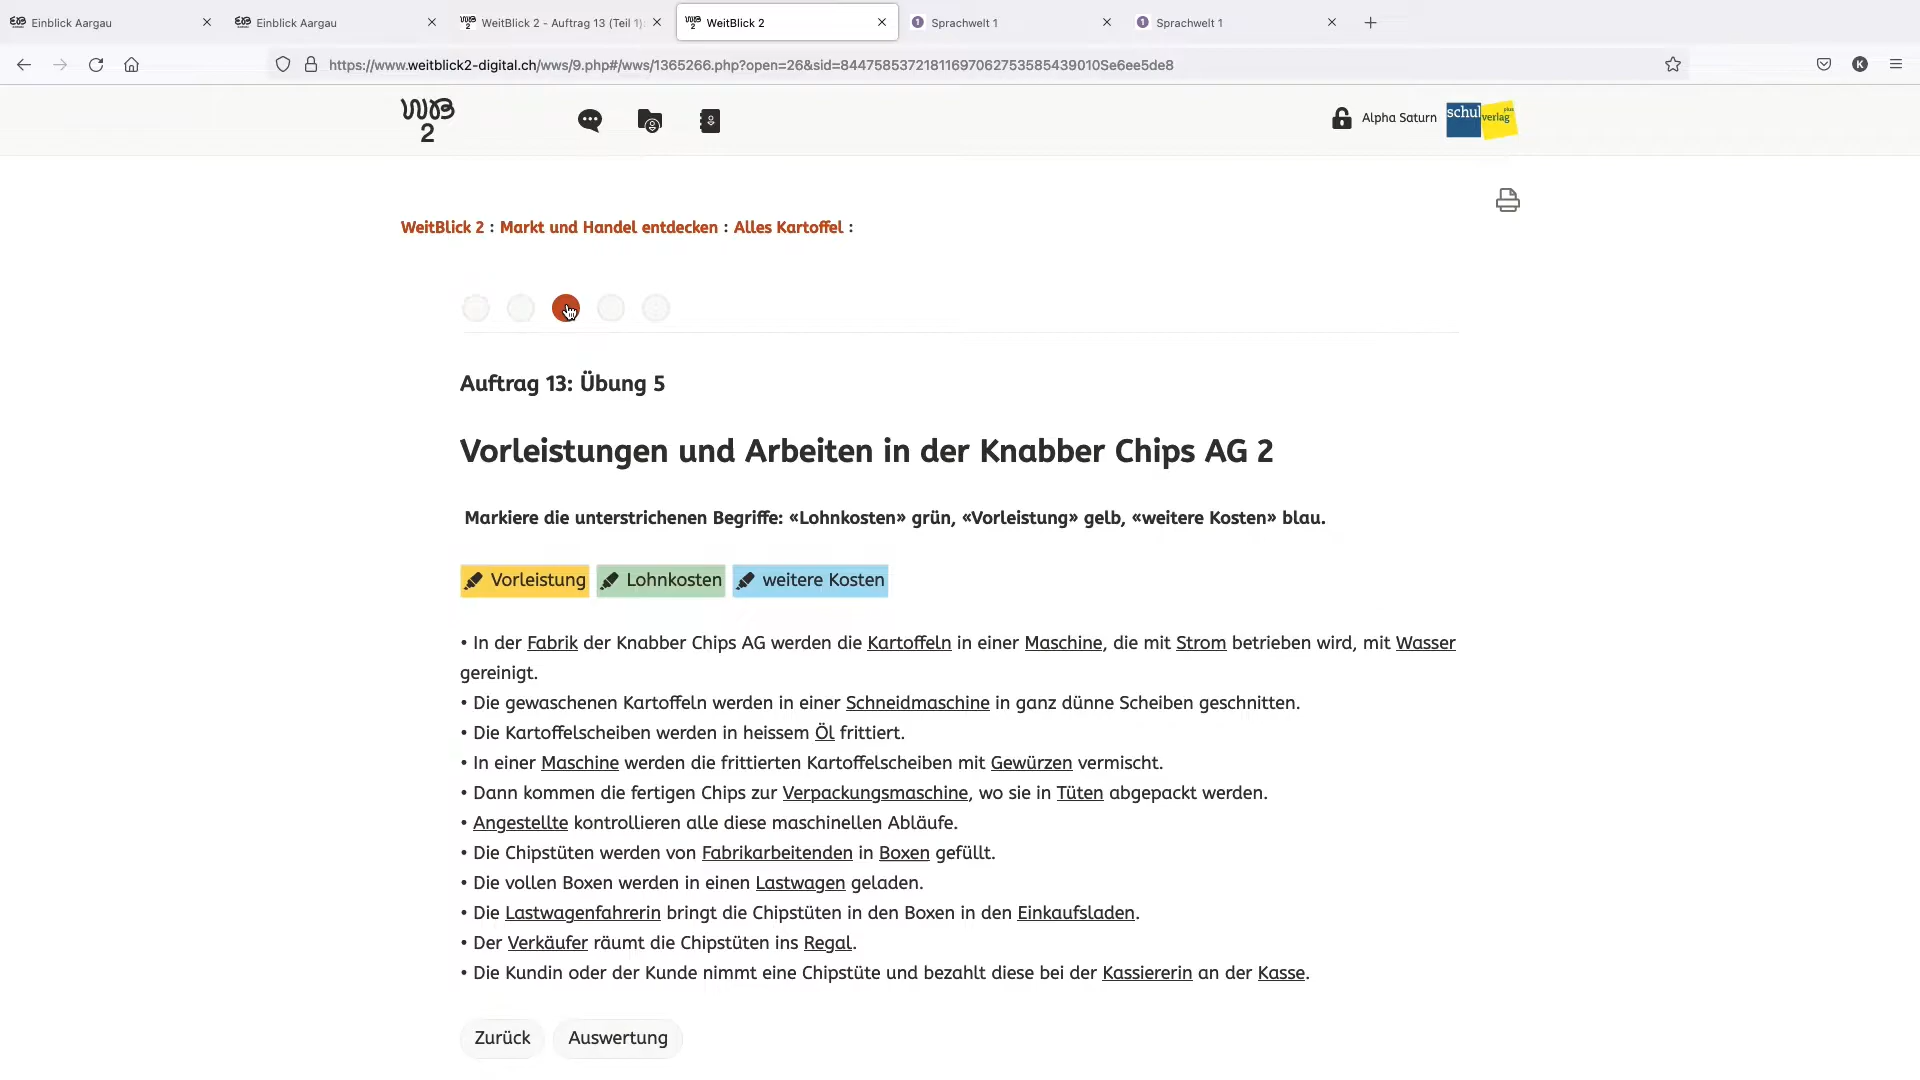 Einblick Aargau
Einblick Aargau
WeitBlick 2 - Auftrag 13 (Teil 1):
WeitBlick 2
Sprachwelt 1
Sprachwelt 1
https://www.weitblick2-digital.ch/wws/9.php#/wws/1365266.php?open=26&sid=84475853721811697062753585439010Se6ee5de8
K
WB
2
Alpha Saturn
schul
verlag
plus
WeitBlick 2 : Markt und Handel entdecken : Alles Kartoffel :
Auftrag 13: Übung 5
Vorleistungen und Arbeiten in der Knabber Chips AG 2
Markiere die unterstrichenen Begriffe: «Lohnkosten» grün, «Vorleistung» gelb, «weitere Kosten» blau.
Vorleistung Lohnkosten weitere Kosten
• In der Fabrik der Knabber Chips AG werden die Kartoffeln in einer Maschine, die mit Strom betrieben wird, mit Wasser
gereinigt.
• Die gewaschenen Kartoffeln werden in einer Schneidmaschine in ganz dünne Scheiben geschnitten.
• Die Kartoffelscheiben werden in heissem Öl frittiert.
• In einer Maschine werden die frittierten Kartoffelscheiben mit Gewürzen vermischt.
• Dann kommen die fertigen Chips zur Verpackungsmaschine, wo sie in Tüten abgepackt werden.
• Angestellte kontrollieren alle diese maschinellen Abläufe.
• Die Chipstüten werden von Fabrikarbeitenden in Boxen gefüllt.
• Die vollen Boxen werden in einen Lastwagen geladen.
• Die Lastwagenfahrerin bringt die Chipstüten in den Boxen in den Einkaufsladen.
• Der Verkäufer räumt die Chipstüten ins Regal.
• Die Kundin oder der Kunde nimmt eine Chipstüte und bezahlt diese bei der Kassiererin an der Kasse.
Zurück Auswertung